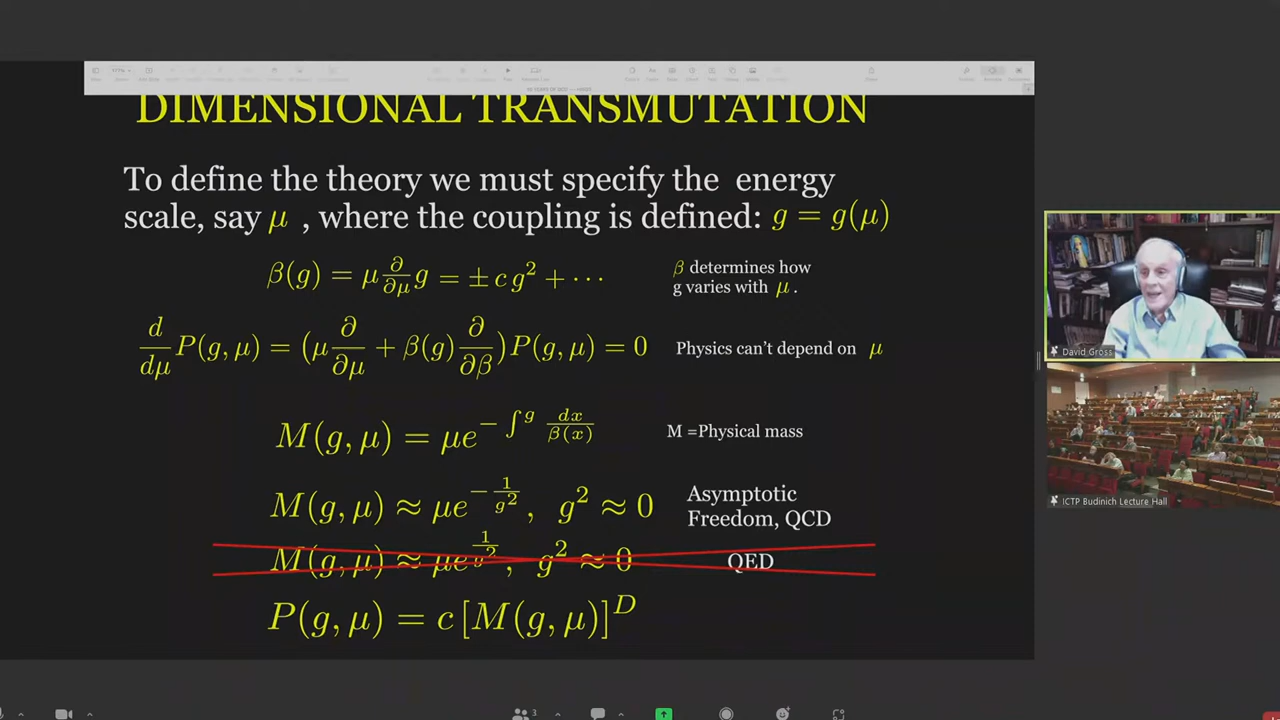 DIMENSIONAL TRANSMUTATION
To define the theory we must specify the energy
scale, say μ , where the coupling is defined: g = g(μ)
β(g) = μ ∂/∂μ g = ± c g² + ⋯
β determines how
g varies with μ .
d/dμ P(g, μ) = (μ ∂/∂μ + β(g) ∂/∂β) P(g, μ) = 0
Physics can't depend on μ
M(g, μ) = μe^{− ∫^g dx/β(x)}
M =Physical mass
M(g, μ) ≈ μe^{−1/g²}, g² ≈ 0
Asymptotic
Freedom, QCD
M(g, μ) ≈ μe^{1/g²}, g² ≈ 0
QED
P(g, μ) = c [M(g, μ)]^D
David Gross
ICTP Budinich Lecture Hall
3